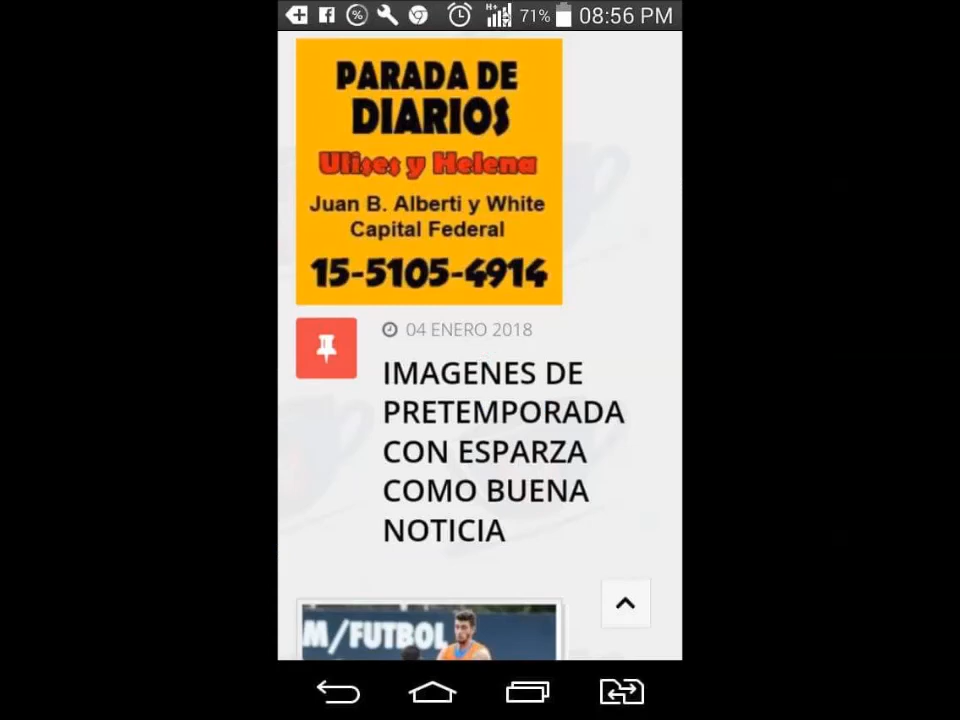 H+ 71% 08:56 PM
PARADA DE
DIARIOS
Ulises y Helena
Juan B. Alberti y White
Capital Federal
15-5105-4914
04 ENERO 2018
IMAGENES DE
PRETEMPORADA
CON ESPARZA
COMO BUENA
NOTICIA
M/FUTBOL